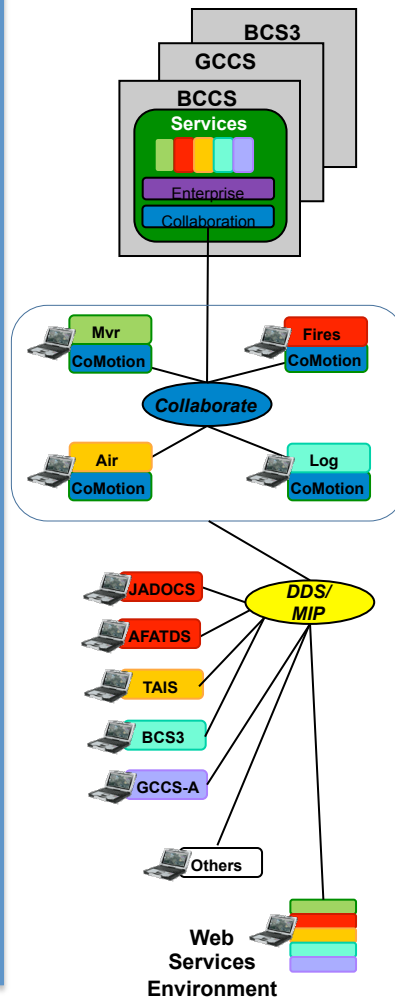 BCS3
GCCS
BCCS
Services
Enterprise
Collaboration
Mvr
CoMotion
Fires
CoMotion
Collaborate
Air
CoMotion
Log
CoMotion
DDS/
MIP
JADOCS
AFATDS
TAIS
BCS3
GCCS-A
Others
Web
Services
Environment